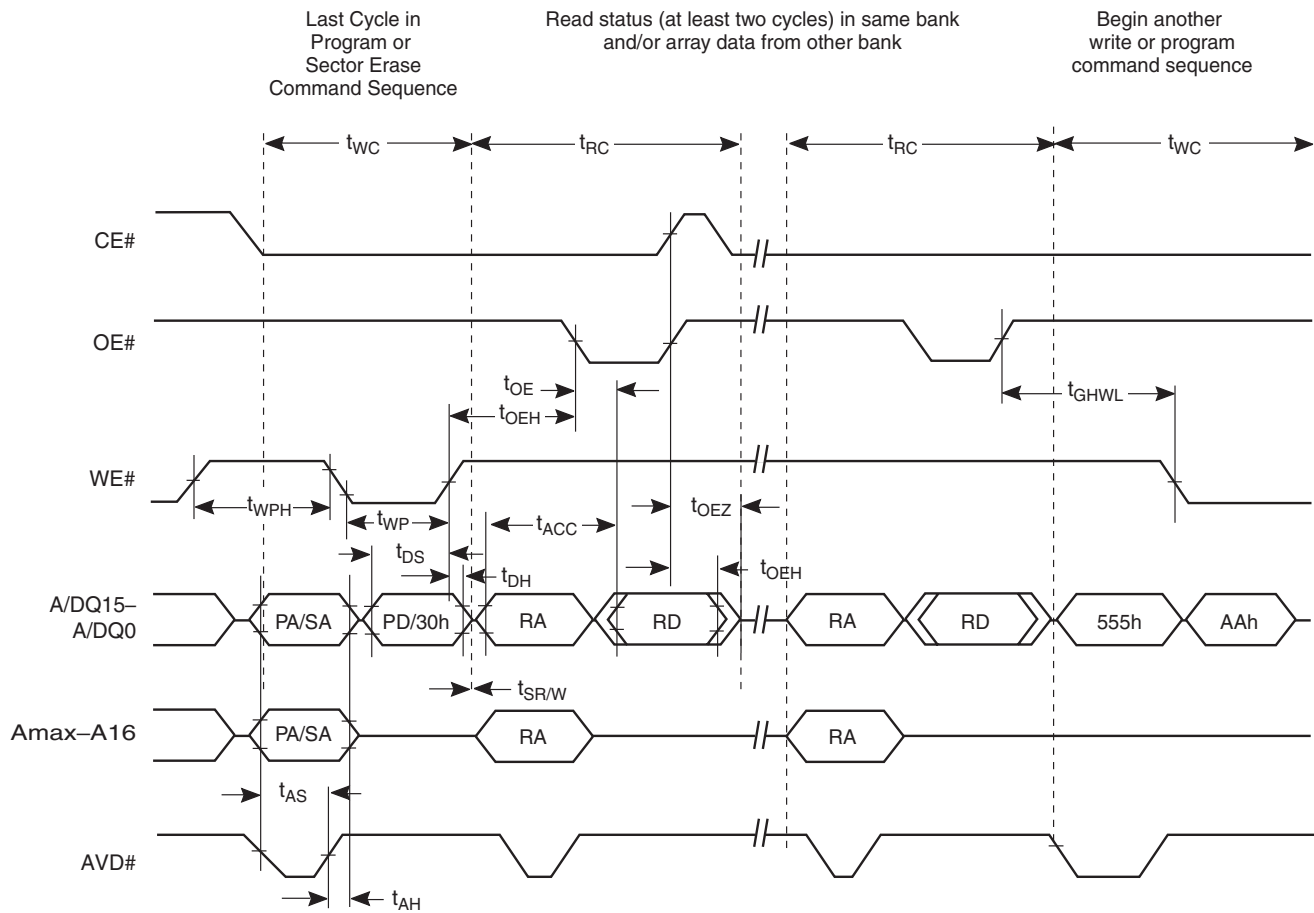 Last Cycle in
Program or
Sector Erase
Command Sequence
Read status (at least two cycles) in same bank
and/or array data from other bank
Begin another
write or program
command sequence
tWC
tRC
tRC
tWC
CE#
OE#
tOE
tOEH
tGHWL
WE#
tWPH
tWP
tACC
tOEZ
tDS
tDH
tOEH
A/DQ15–
A/DQ0
PA/SA
PD/30h
RA
RD
RA
RD
555h
AAh
tSR/W
Amax–A16
PA/SA
RA
RA
tAS
AVD#
tAH